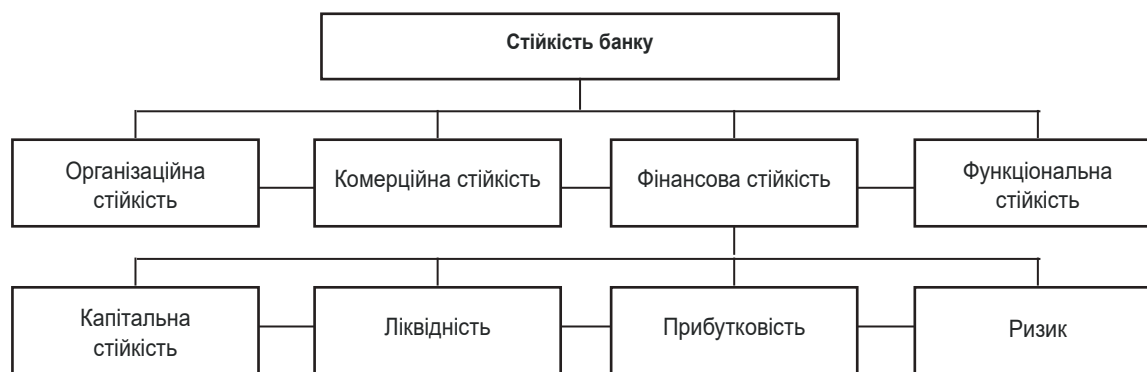 Стійкість банку
Організаційна
стійкість
Комерційна стійкість
Фінансова стійкість
Функціональна
стійкість
Капітальна
стійкість
Ліквідність
Прибутковість
Ризик